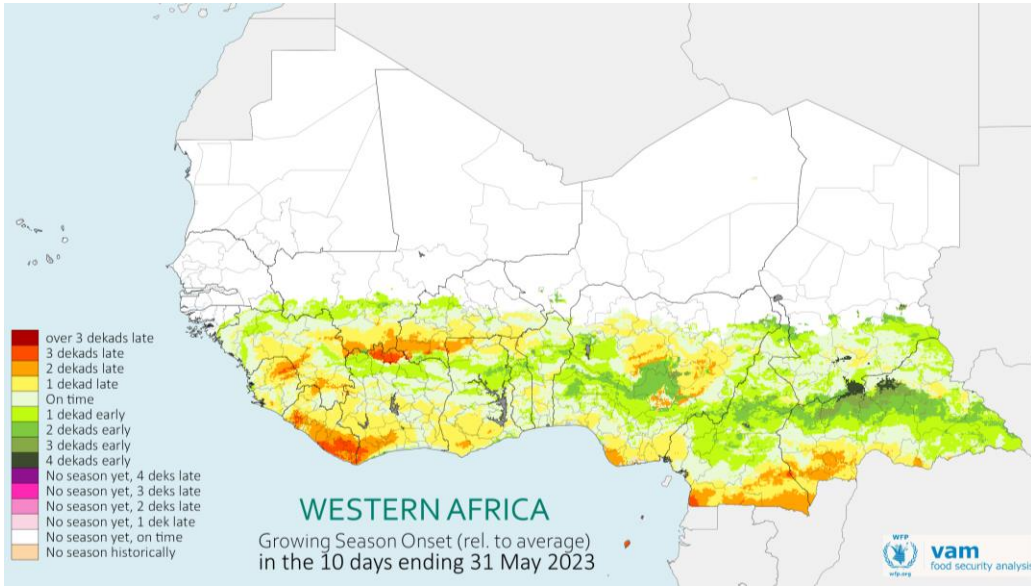 over 3 dekads late
3 dekads late
2 dekads late
1 dekad late
On time
1 dekad early
2 dekads early
3 dekads early
4 dekads early
No season yet, 4 deks late
No season yet, 3 deks late
No season yet, 2 deks late
No season yet, 1 dek late
No season yet, on time
No season historically
WESTERN AFRICA
Growing Season Onset (rel. to average)
in the 10 days ending 31 May 2023
WFP
wfp.org
vam
food security analysis